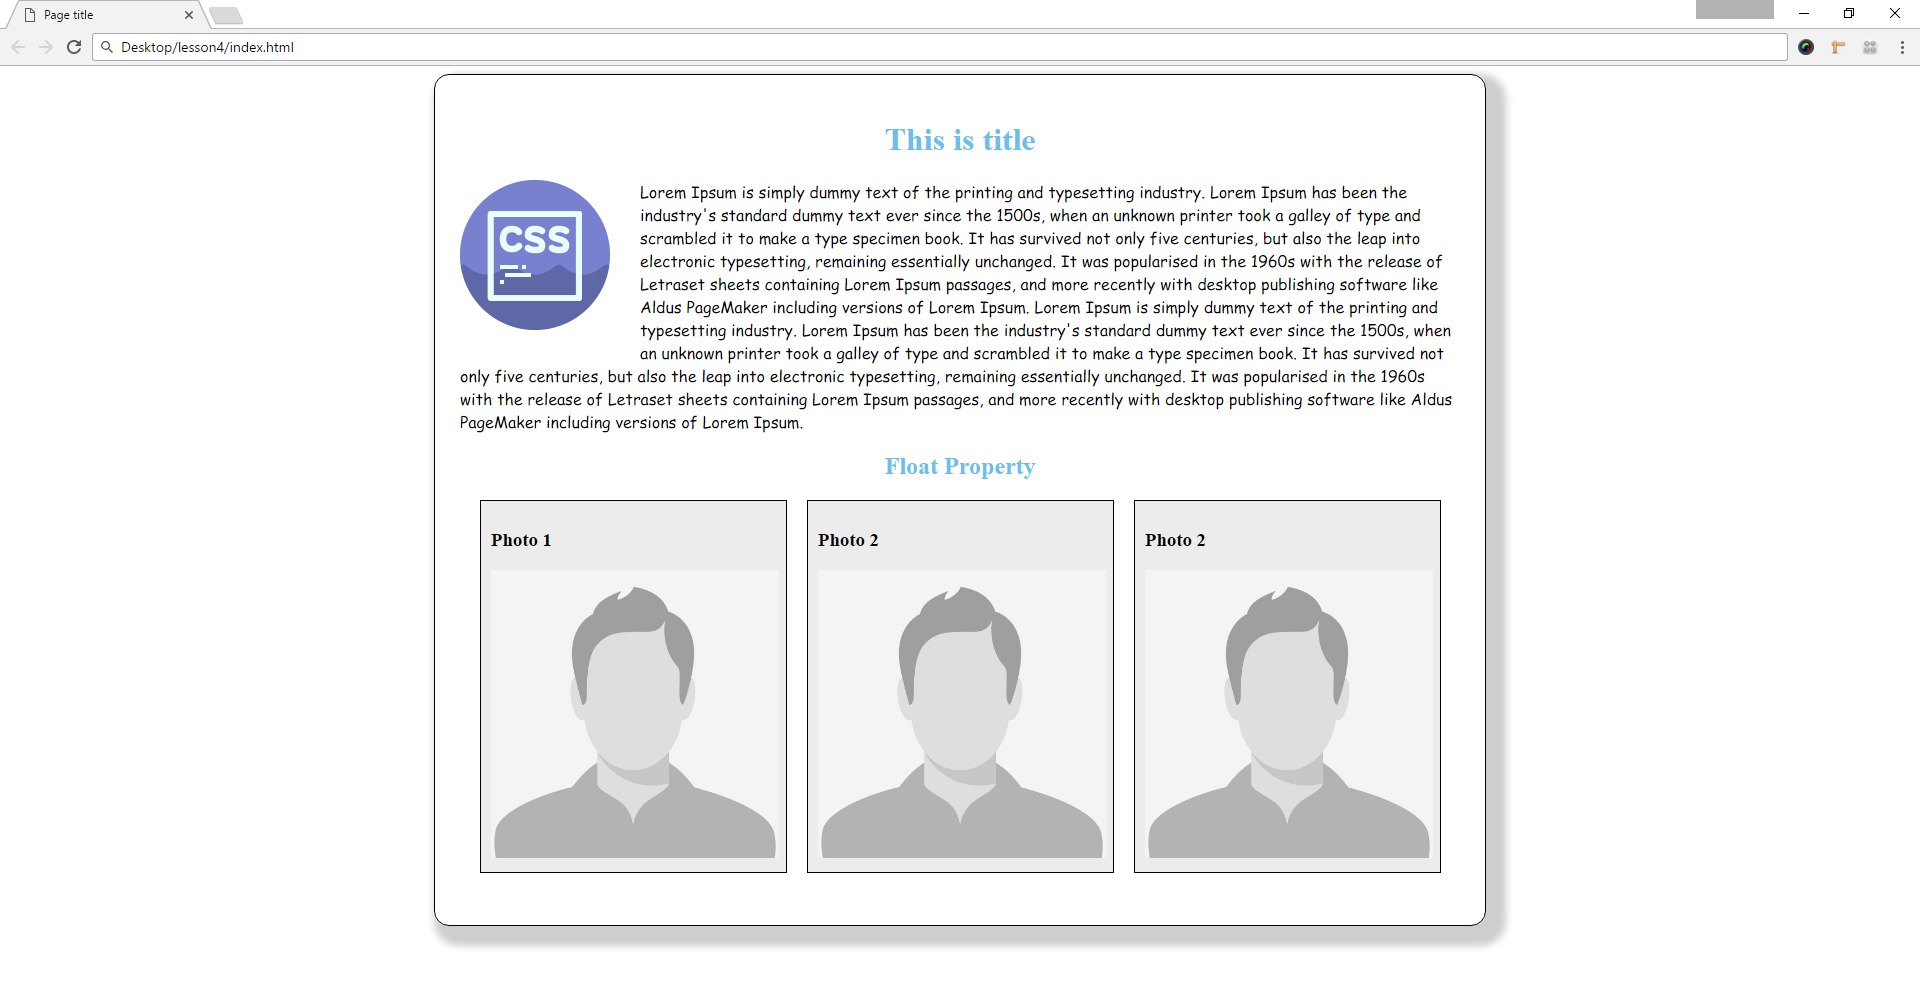 Page title
Desktop/lesson4/index.html
This is title
CSS
Lorem Ipsum is simply dummy text of the printing and typesetting industry. Lorem Ipsum has been the
industry's standard dummy text ever since the 1500s, when an unknown printer took a galley of type and
scrambled it to make a type specimen book. It has survived not only five centuries, but also the leap into
electronic typesetting, remaining essentially unchanged. It was popularised in the 1960s with the release of
Letraset sheets containing Lorem Ipsum passages, and more recently with desktop publishing software like
Aldus PageMaker including versions of Lorem Ipsum. Lorem Ipsum is simply dummy text of the printing and
typesetting industry. Lorem Ipsum has been the industry's standard dummy text ever since the 1500s, when
an unknown printer took a galley of type and scrambled it to make a type specimen book. It has survived not
only five centuries, but also the leap into electronic typesetting, remaining essentially unchanged. It was popularised in the 1960s
with the release of Letraset sheets containing Lorem Ipsum passages, and more recently with desktop publishing software like Aldus
PageMaker including versions of Lorem Ipsum.
Float Property
Photo 1
Photo 2
Photo 2